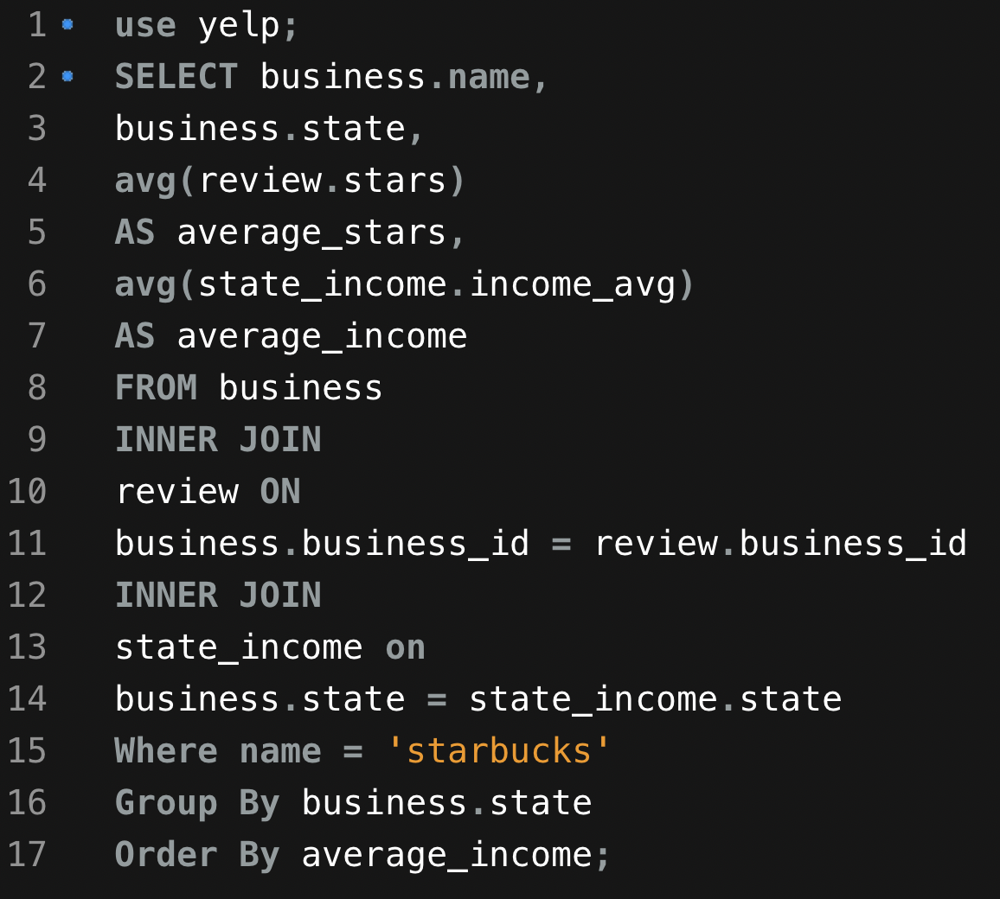 1 use yelp;
2 SELECT business.name,
3 business.state,
4 avg(review.stars)
5 AS average_stars,
6 avg(state_income.income_avg)
7 AS average_income
8 FROM business
9 INNER JOIN
10 review ON
11 business.business_id = review.business_id
12 INNER JOIN
13 state_income on
14 business.state = state_income.state
15 Where name = 'starbucks'
16 Group By business.state
17 Order By average_income;